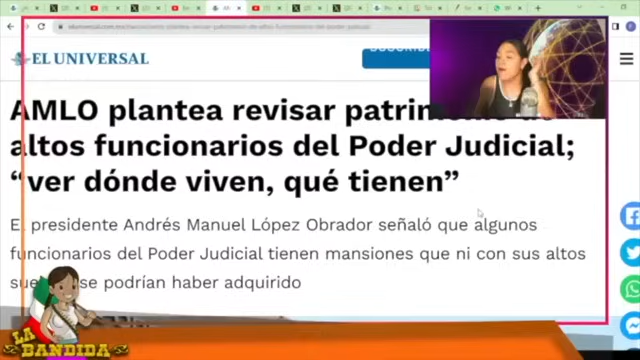 EL UNIVERSAL
AMLO plantea revisar
altos funcionarios del Poder Judicial;
“ver dónde viven, qué tienen”
El presidente Andrés Manuel López Obrador señaló que algunos
funcionarios del Poder Judicial tienen mansiones que ni con sus altos
se podrían haber adquirido
LA
BANDIDA